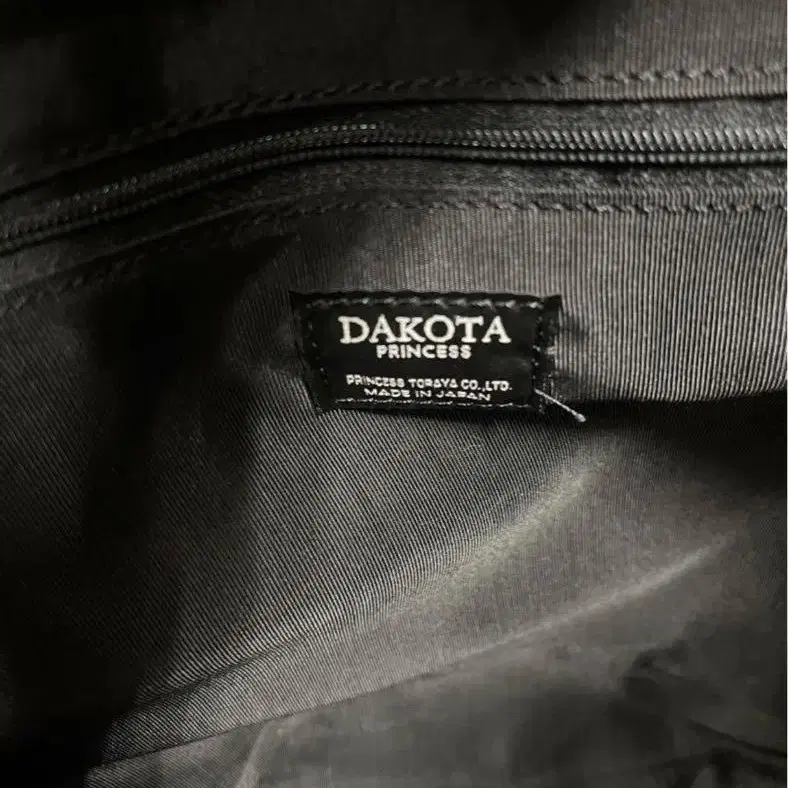 DAKOTA
PRINCESS
PRINCESS TORAYA CO.,LTD.
MADE IN JAPAN